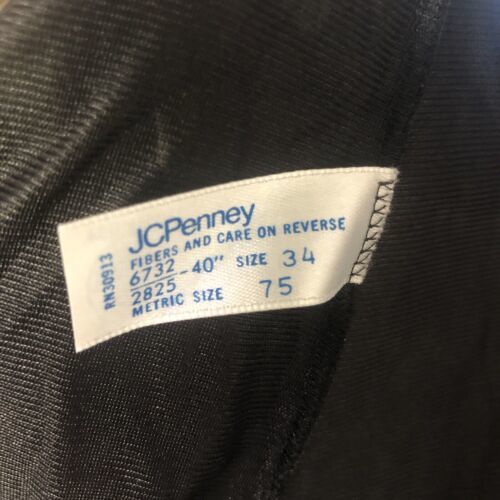 JCPenney
FIBERS AND CARE ON REVERSE
6732
2825 -40" SIZE 34
METRIC SIZE 75
RN30913